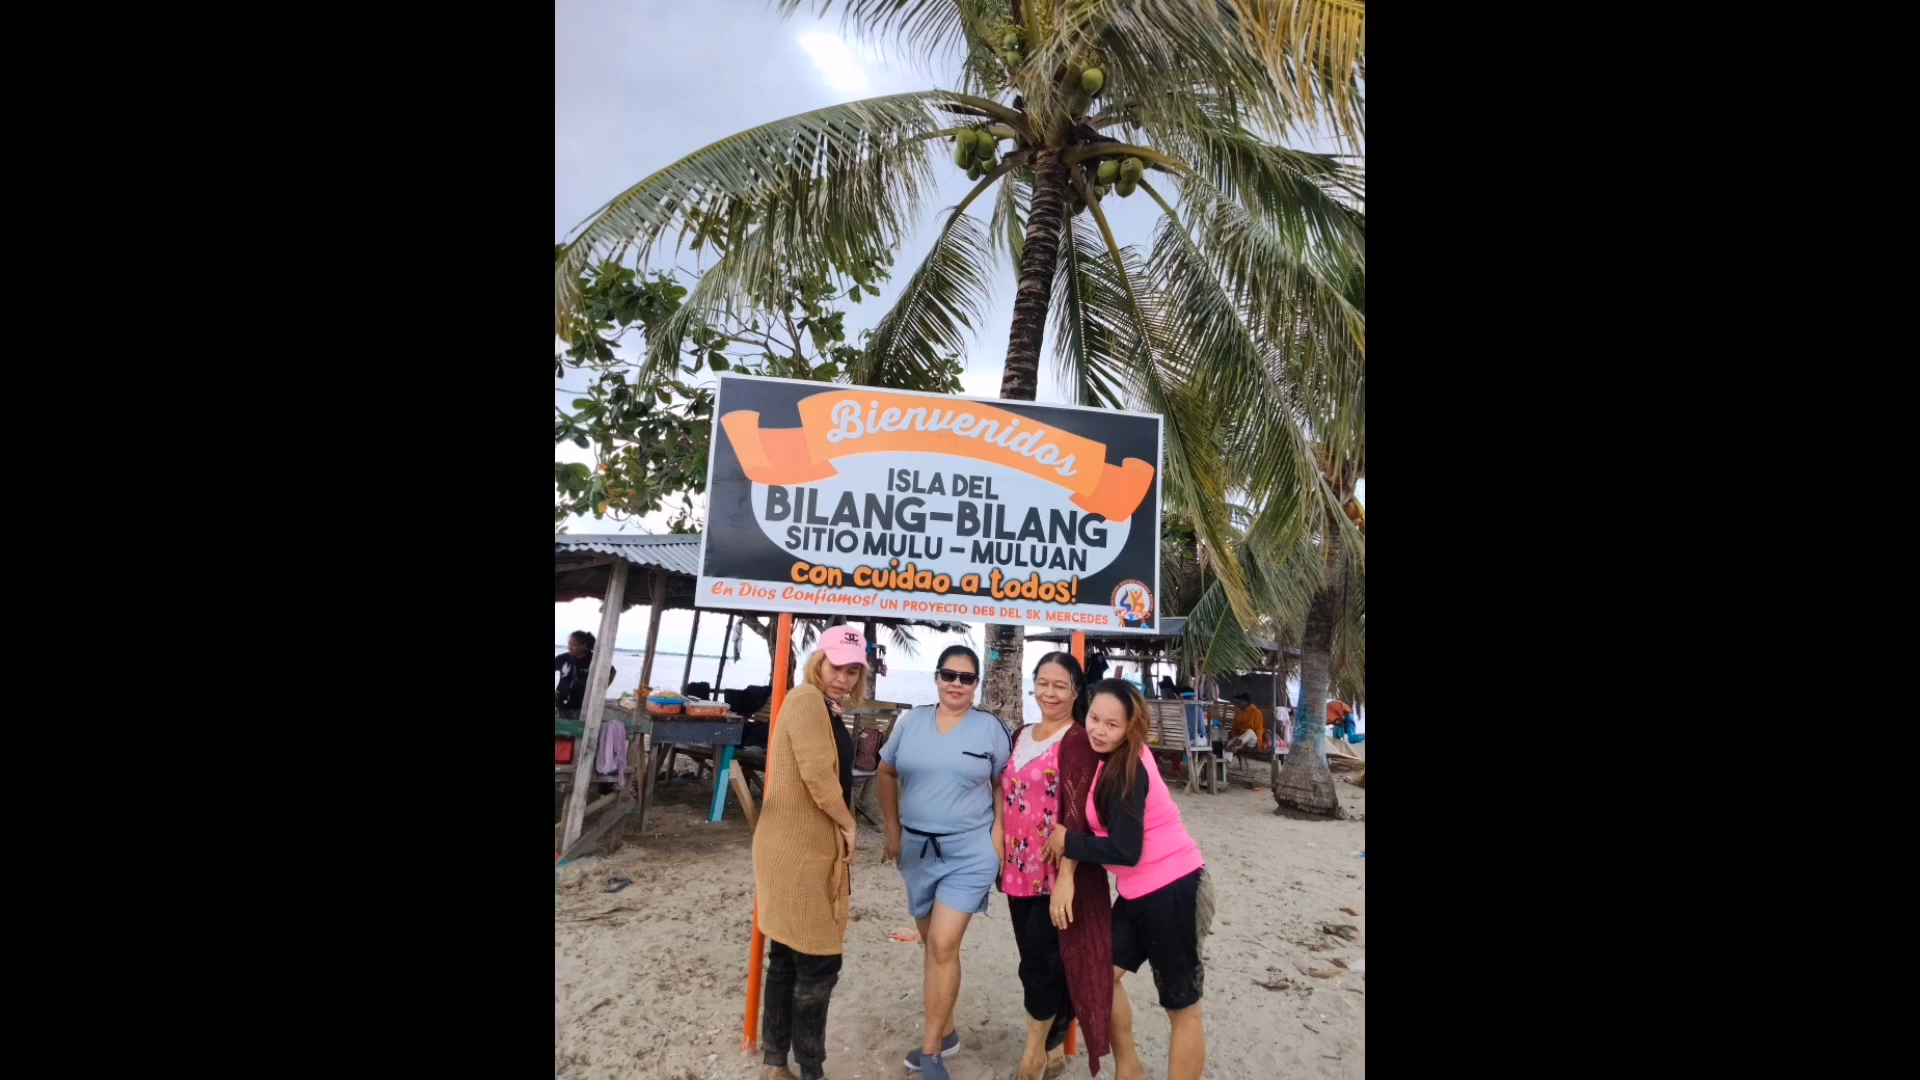 Bienvenidos
ISLA DEL
BILANG-BILANG
SITIO MULU - MULUAN
con cuidao a todos!
En Dios Confiamos! UN PROYECTO DES DEL SK MERCEDES